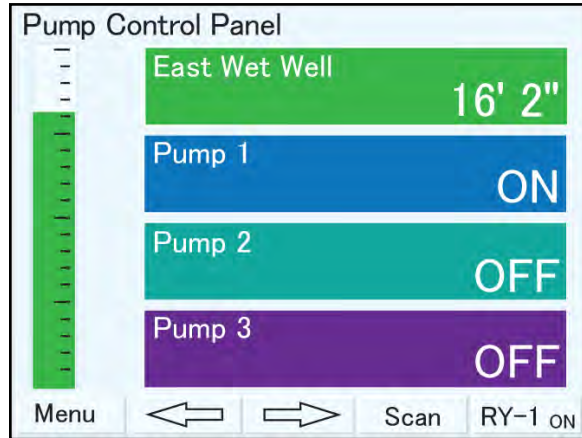 Pump Control Panel
East Wet Well
16' 2"
Pump 1
ON
Pump 2
OFF
Pump 3
OFF
Menu Scan RY-1 ON